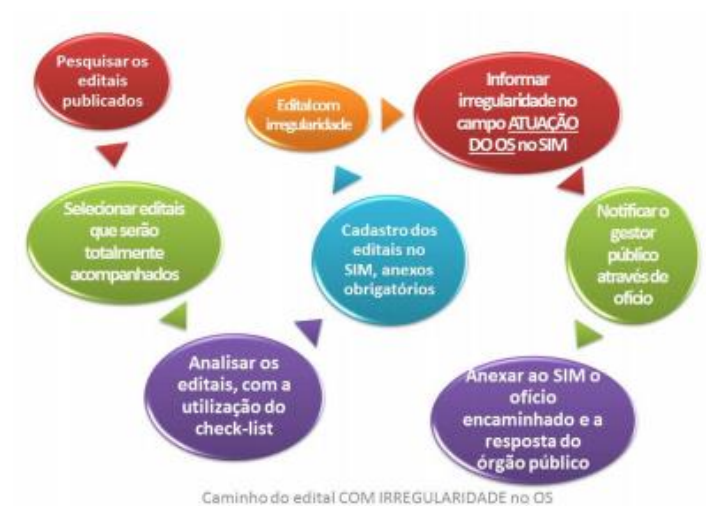 Pesquisar os
editais
publicados
Selecionar editais
que serão
totalmente
acompanhados
Analisar os
editais, com a
utilização do
check-list
Cadastro dos
editais no
SIM, anexos
obrigatórios
Edital com
irregularidade
Informar
irregularidade no
campo ATUAÇÃO
DO OS no SIM
Notificar o
gestor
público
através de
ofício
Anexar ao SIM o
ofício
encaminhado e a
resposta do
órgão público
Caminho do edital COM IRREGULARIDADE no OS